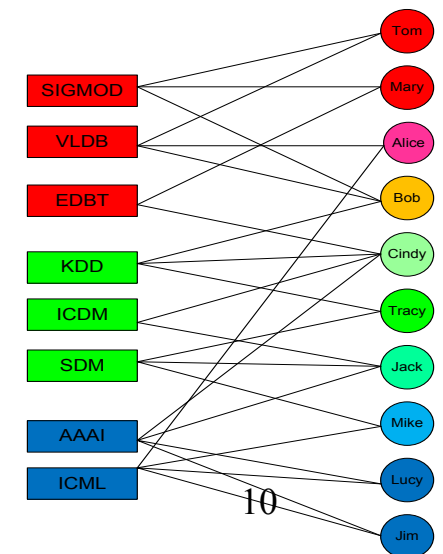 Tom
SIGMOD
Mary
VLDB
Alice
EDBT
Bob
KDD
Cindy
ICDM
Tracy
SDM
Jack
AAAI
Mike
ICML
Lucy
10
Jim